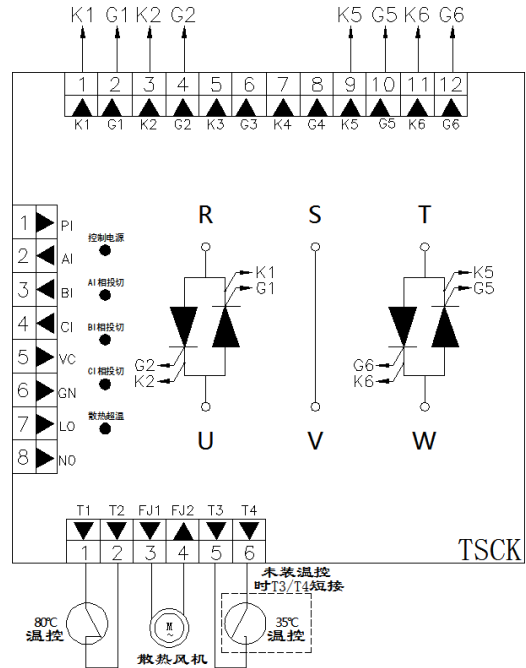 K1 G1 K2 G2 K5 G5 K6 G6
1 2 3 4 5 6 7 8 9 10 11 12
K1 G1 K2 G2 K3 G3 K4 G4 K5 G5 K6 G6
R S T
1 PI
控制电源
2 AI
AI相投切
3 BI
BI相投切
4 CI
5 VC
CI相投切
6 GN
散热超温
7 LO
8 NO
K1
G1
G2
K2
K5
G5
G6
K6
U V W
T1 T2 FJ1 FJ2 T3 T4
1 2 3 4 5 6
TSCK
未装温控
时T3/T4短接
80℃
温控
M
~
散热风机
35℃
温控